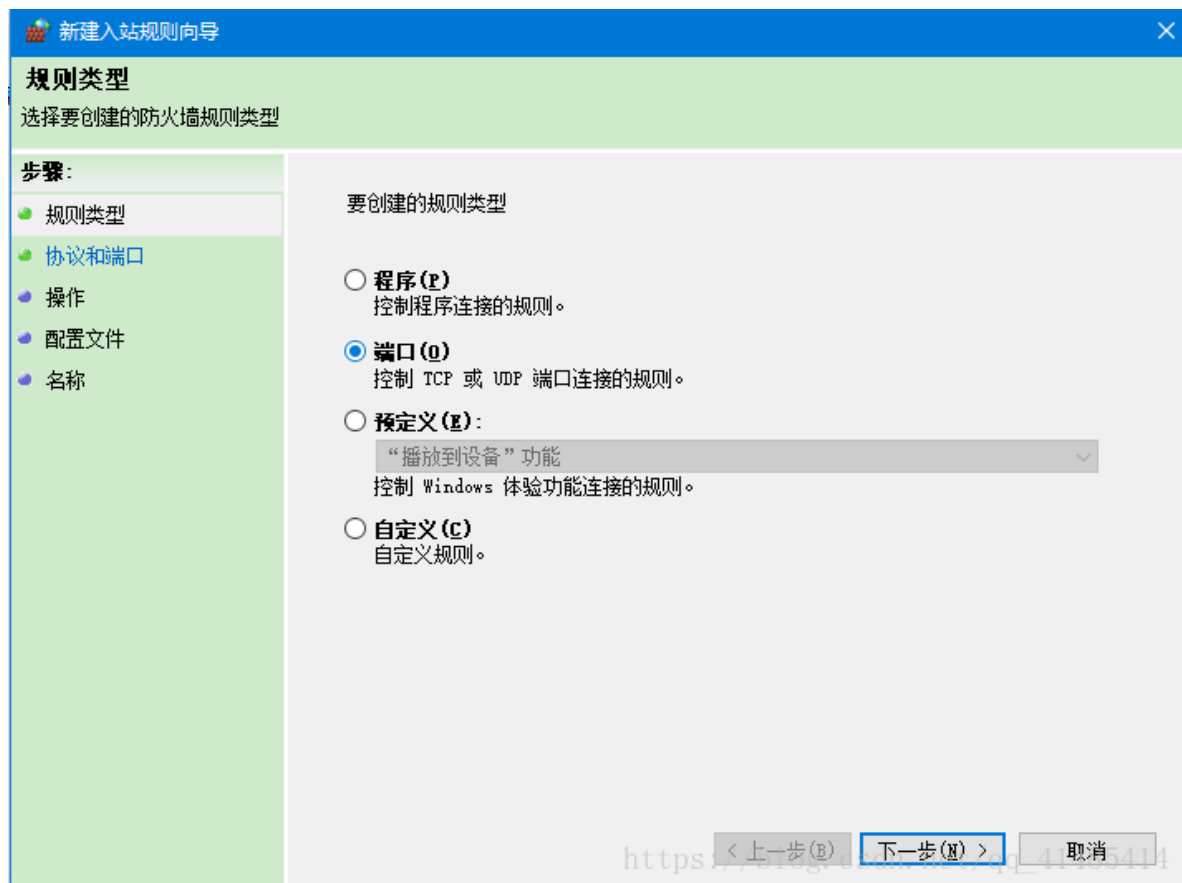 新建入站规则向导
规则类型
选择要创建的防火墙规则类型
步骤:
规则类型
协议和端口
操作
配置文件
名称
要创建的规则类型
程序(P)
控制程序连接的规则。
端口(O)
控制 TCP 或 UDP 端口连接的规则。
预定义(E):
“播放到设备”功能
控制 Windows 体验功能连接的规则。
自定义(C)
自定义规则。
< 上一步(B)
下一步(N) >
取消